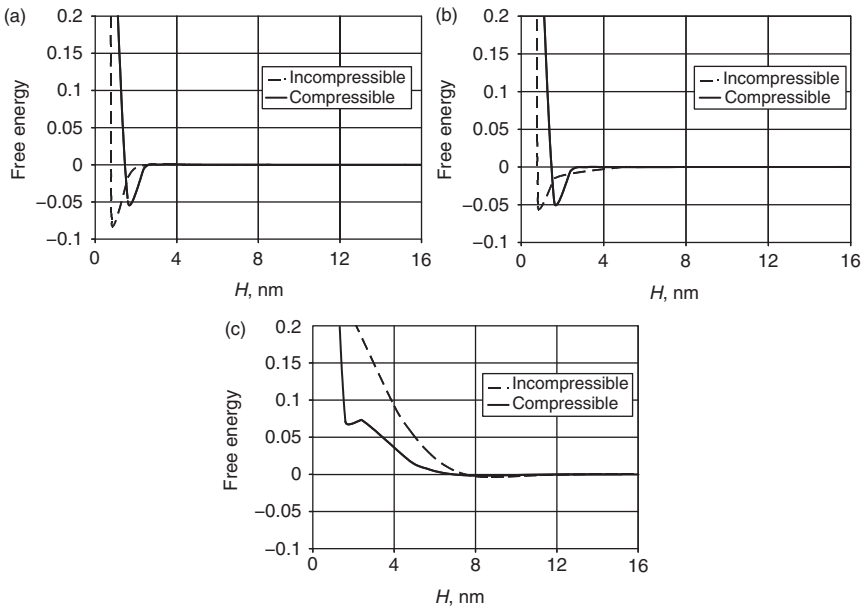 (a)
0.2
0.15
0.1
0.05
0
−0.05
−0.1
Free energy
Incompressible
Compressible
0 4 8 12 16
H, nm
(b)
0.2
0.15
0.1
0.05
0
−0.05
−0.1
Free energy
Incompressible
Compressible
0 4 8 12 16
H, nm
(c)
0.2
0.15
0.1
0.05
0
−0.05
−0.1
Free energy
Incompressible
Compressible
0 4 8 12 16
H, nm